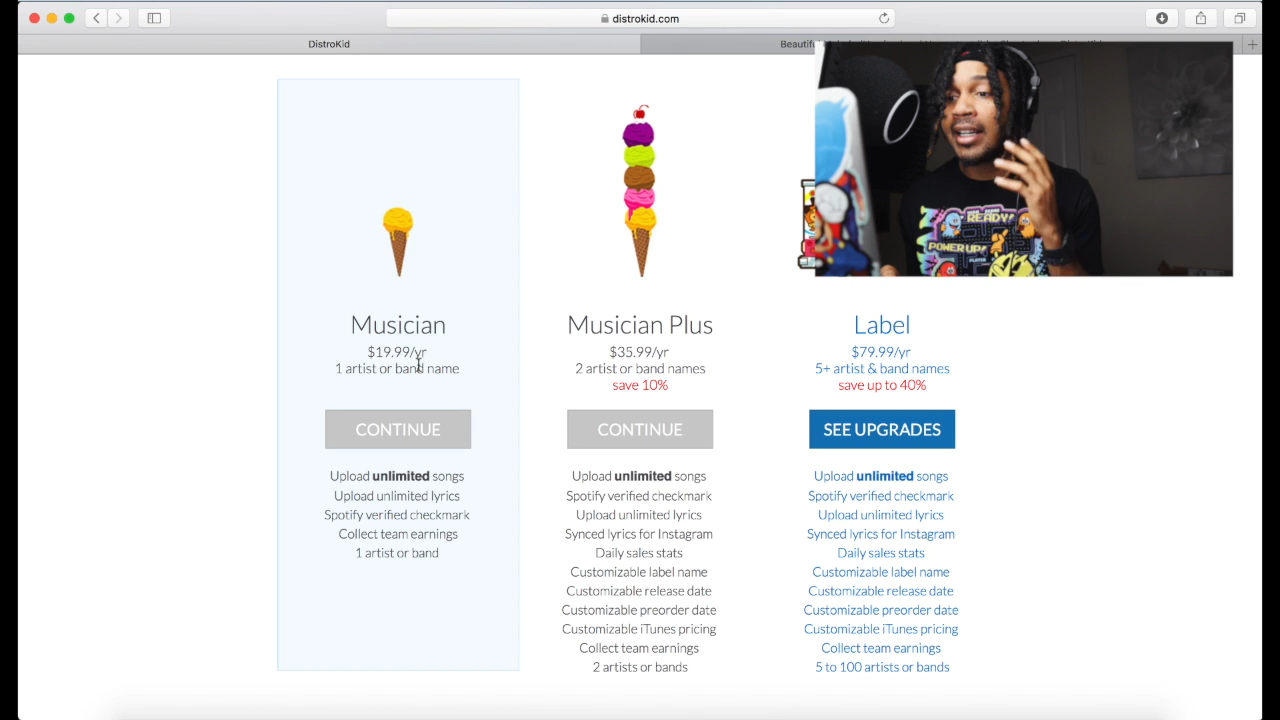 distrokid.com
DistroKid
READY!
POWER UP!
Musician
$19.99/yr
1 artist or band name
CONTINUE
Upload unlimited songs
Upload unlimited lyrics
Spotify verified checkmark
Collect team earnings
1 artist or band
Musician Plus
$35.99/yr
2 artist or band names
save 10%
CONTINUE
Upload unlimited songs
Spotify verified checkmark
Upload unlimited lyrics
Synced lyrics for Instagram
Daily sales stats
Customizable label name
Customizable release date
Customizable preorder date
Customizable iTunes pricing
Collect team earnings
2 artists or bands
Label
$79.99/yr
5+ artist & band names
save up to 40%
SEE UPGRADES
Upload unlimited songs
Spotify verified checkmark
Upload unlimited lyrics
Synced lyrics for Instagram
Daily sales stats
Customizable label name
Customizable release date
Customizable preorder date
Customizable iTunes pricing
Collect team earnings
5 to 100 artists or bands